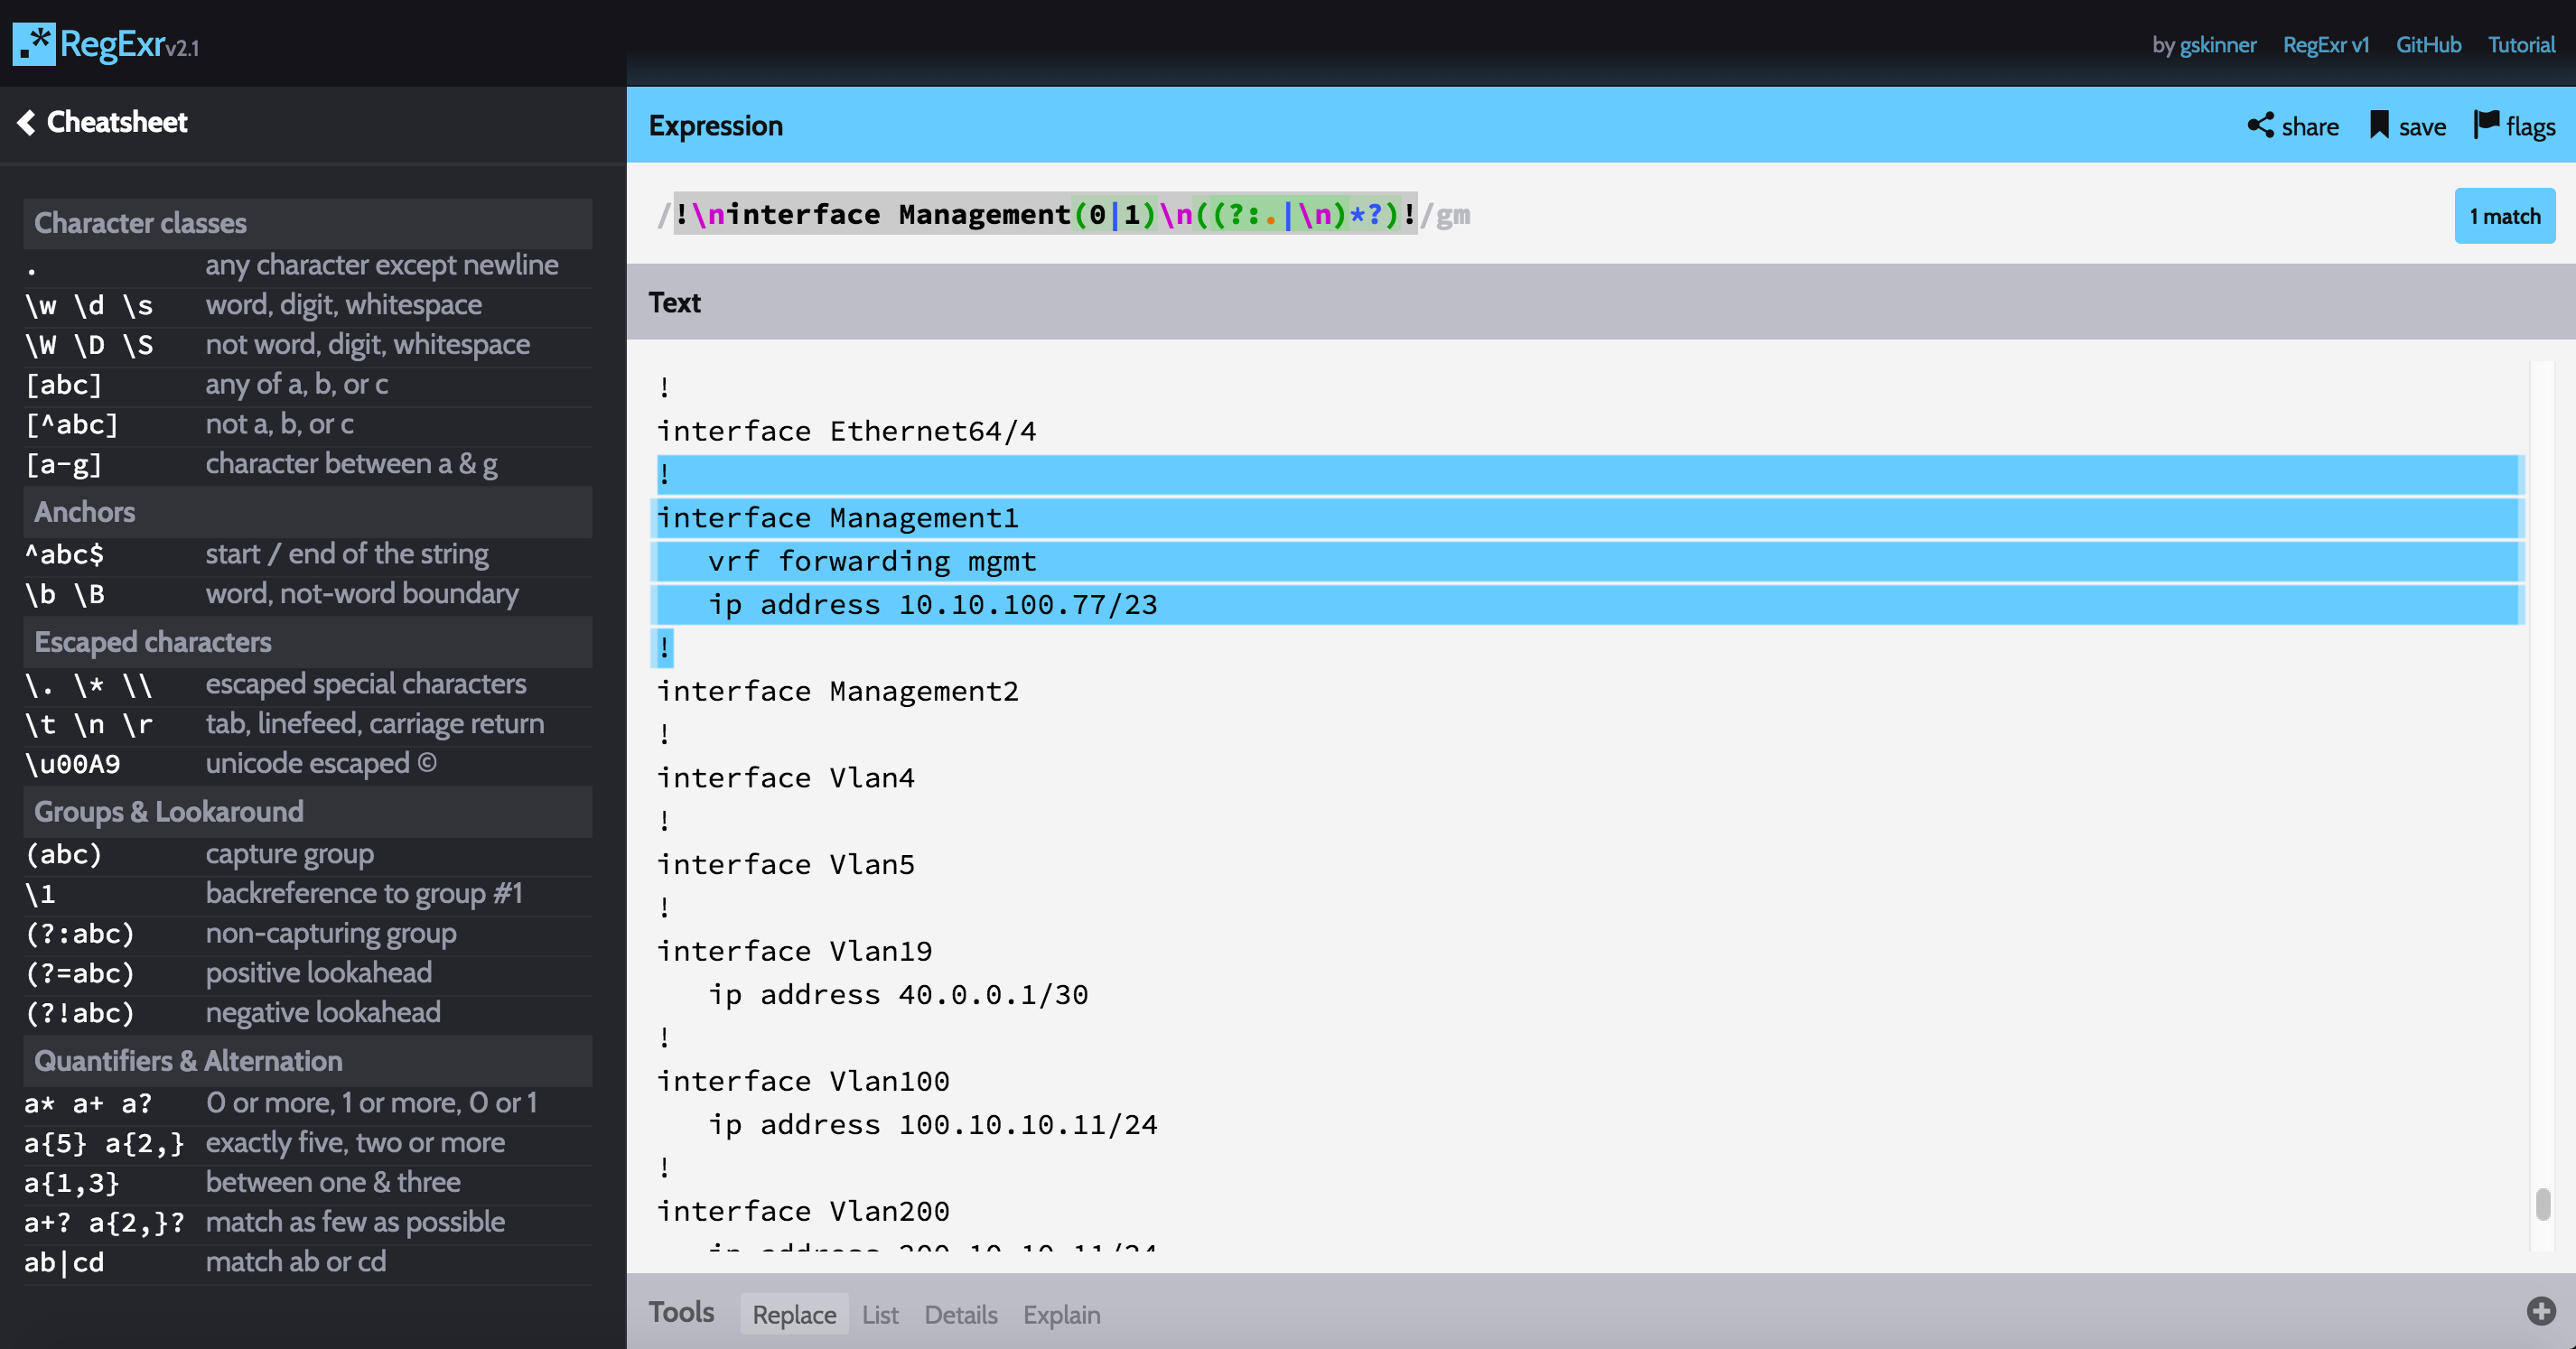 .* RegExr v2.1
by gskinner RegExr v1 GitHub Tutorial
Cheatsheet
Character classes
. any character except newline
\w \d \s word, digit, whitespace
\W \D \S not word, digit, whitespace
[abc] any of a, b, or c
[^abc] not a, b, or c
[a-g] character between a & g
Anchors
^abc$ start / end of the string
\b \B word, not-word boundary
Escaped characters
\. \* \\ escaped special characters
\t \n \r tab, linefeed, carriage return
\u00A9 unicode escaped ©
Groups & Lookaround
(abc) capture group
\1 backreference to group #1
(?:abc) non-capturing group
(?=abc) positive lookahead
(?!abc) negative lookahead
Quantifiers & Alternation
a* a+ a? 0 or more, 1 or more, 0 or 1
a{5} a{2,} exactly five, two or more
a{1,3} between one & three
a+? a{2,}? match as few as possible
ab|cd match ab or cd
Expression share save flags
/!\ninterface Management(0|1)\n((?:.|\n)*?)!/gm 1 match
Text
!
interface Ethernet64/4
!
interface Management1
vrf forwarding mgmt
ip address 10.10.100.77/23
!
interface Management2
!
interface Vlan4
!
interface Vlan5
!
interface Vlan19
ip address 40.0.0.1/30
!
interface Vlan100
ip address 100.10.10.11/24
!
interface Vlan200
ip address 200.10.10.11/24
Tools Replace List Details Explain